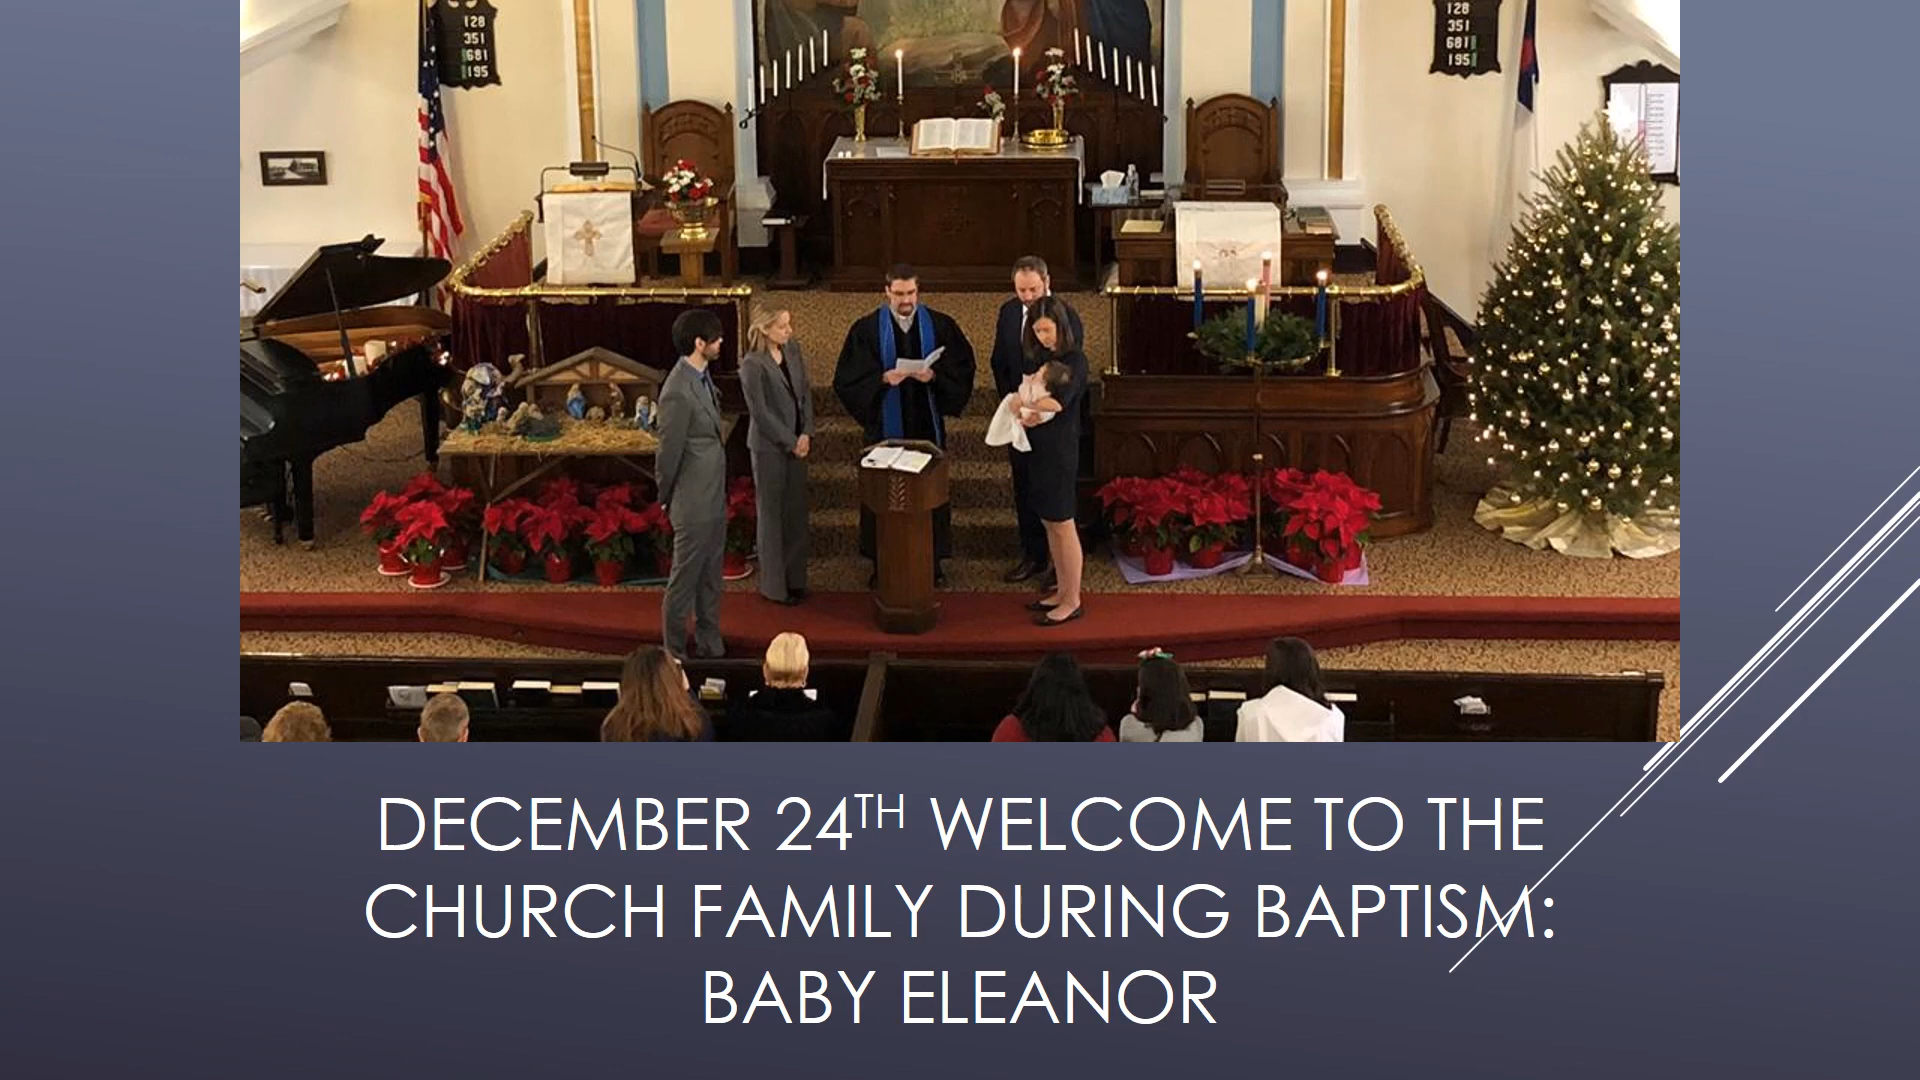 128
351
681
195
128
351
681
195
DECEMBER 24TH WELCOME TO THE
CHURCH FAMILY DURING BAPTISM:
BABY ELEANOR